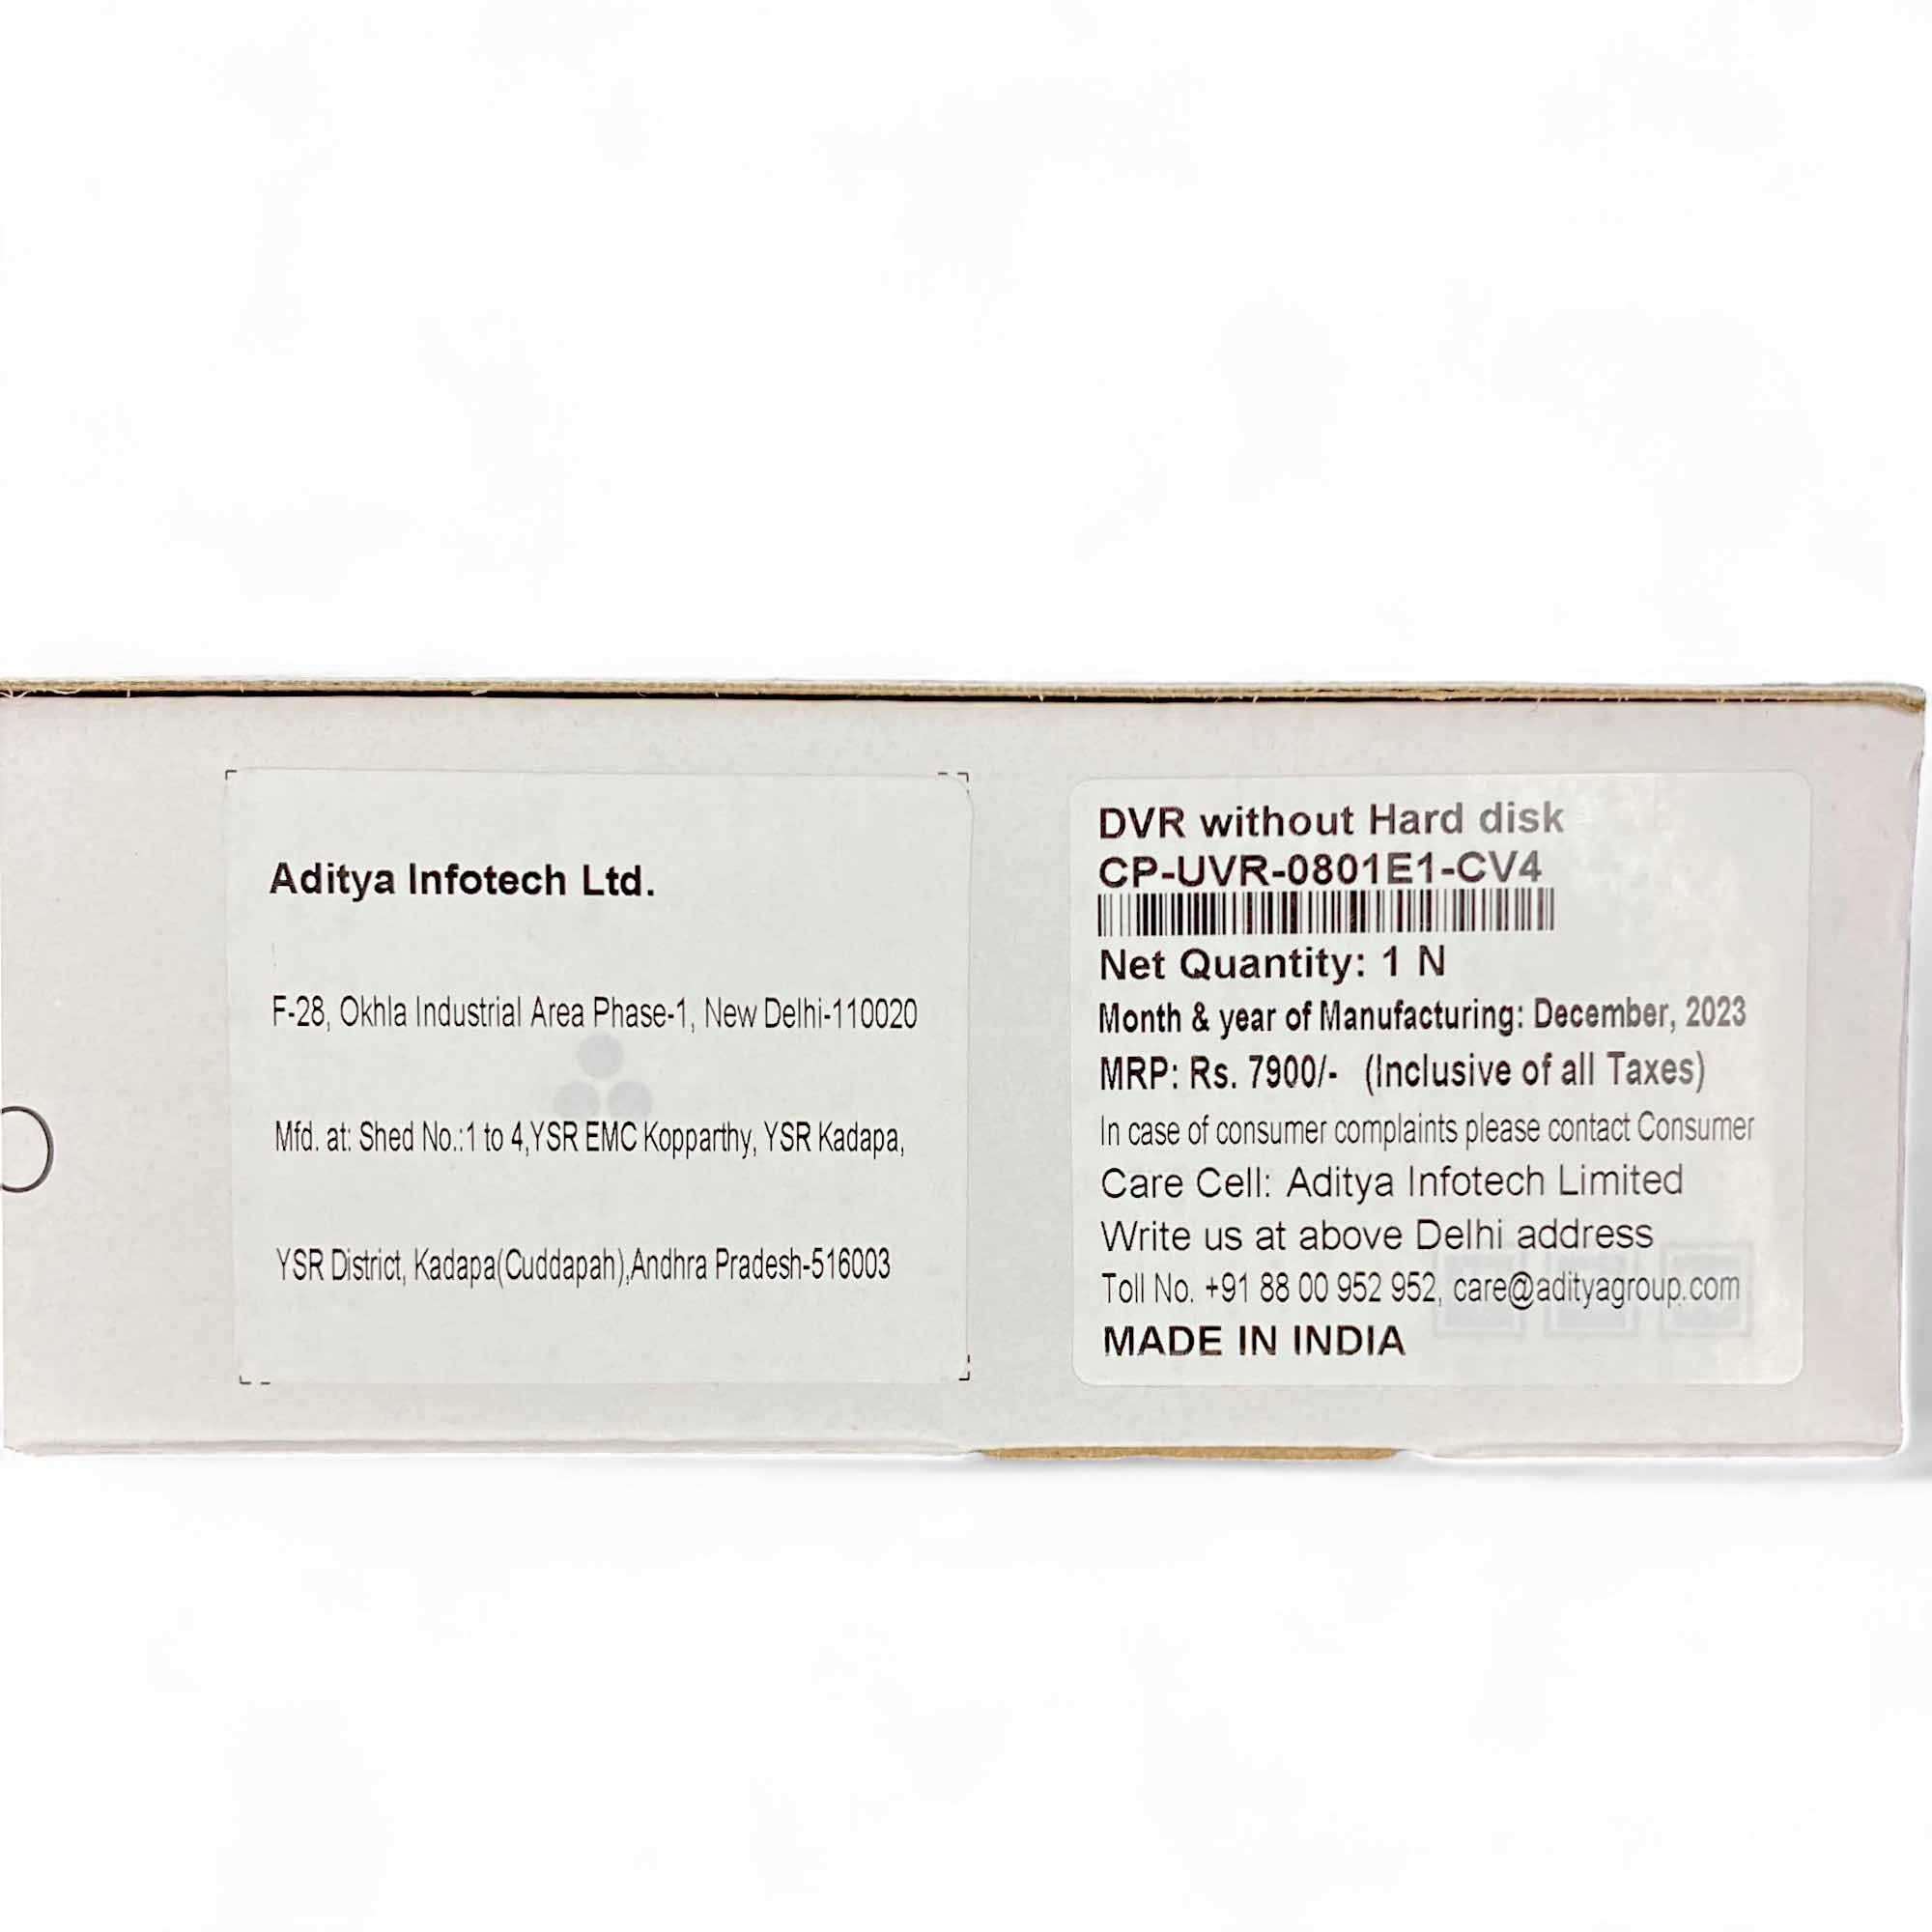 Aditya Infotech Ltd.
F-28, Okhla Industrial Area Phase-1, New Delhi-110020
Mfd. at: Shed No.:1 to 4,YSR EMC Kopparthy, YSR Kadapa,
YSR District, Kadapa(Cuddapah),Andhra Pradesh-516003
DVR without Hard disk
CP-UVR-0801E1-CV4
Net Quantity: 1 N
Month & year of Manufacturing: December, 2023
MRP: Rs. 7900/- (Inclusive of all Taxes)
In case of consumer complaints please contact Consumer
Care Cell: Aditya Infotech Limited
Write us at above Delhi address
Toll No. +91 88 00 952 952, care@adityagroup.com
MADE IN INDIA